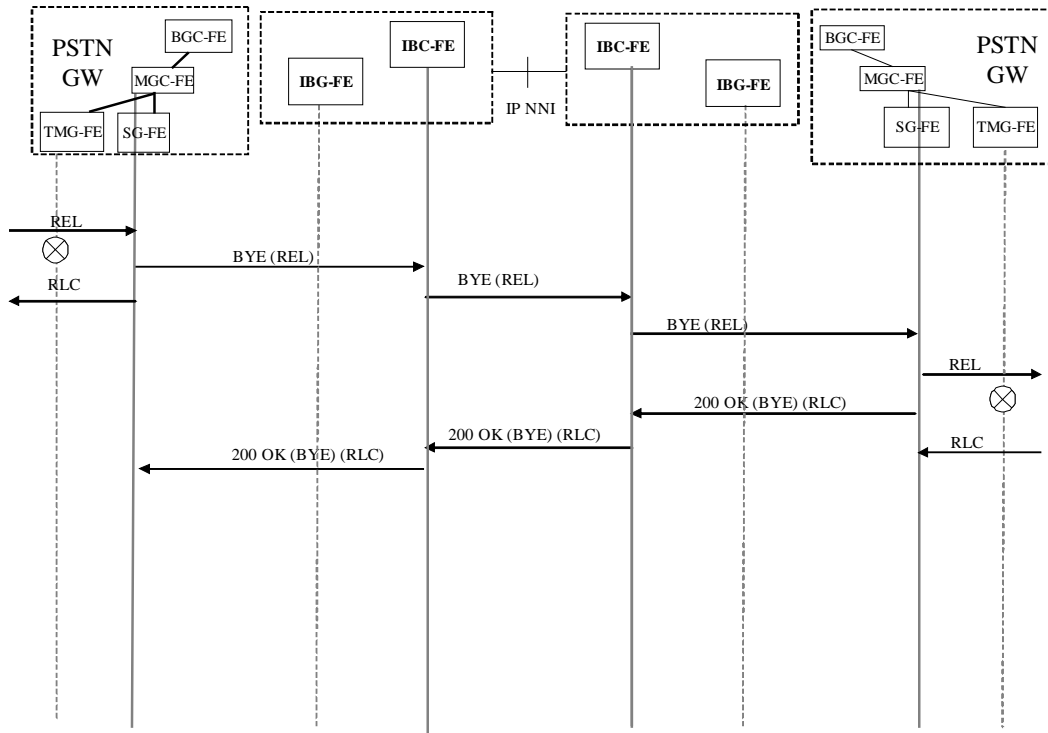 PSTN
GW
BGC-FE
MGC-FE
TMG-FE
SG-FE
IBC-FE
IBG-FE
IP NNI
IBC-FE
IBG-FE
BGC-FE
PSTN
GW
MGC-FE
SG-FE
TMG-FE
REL
BYE (REL)
RLC
BYE (REL)
BYE (REL)
REL
200 OK (BYE) (RLC)
200 OK (BYE) (RLC)
RLC
200 OK (BYE) (RLC)